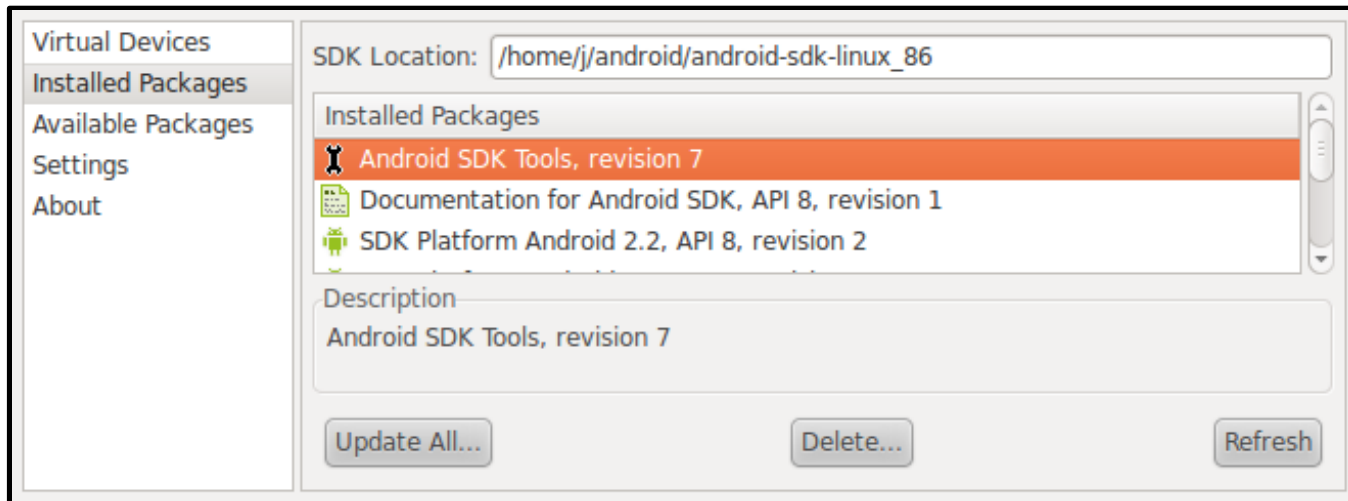 Virtual Devices
Installed Packages
Available Packages
Settings
About
SDK Location: /home/j/android/android-sdk-linux_86
Installed Packages
Android SDK Tools, revision 7
Documentation for Android SDK, API 8, revision 1
SDK Platform Android 2.2, API 8, revision 2
Description
Android SDK Tools, revision 7
Update All...
Delete...
Refresh